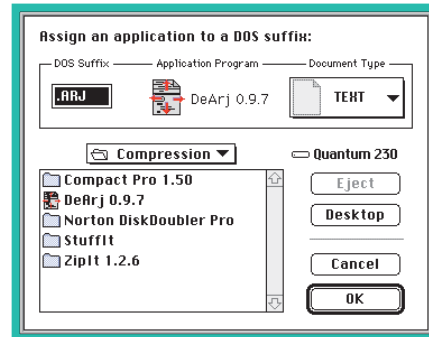 Assign an application to a DOS suffix:
DOS Suffix Application Program Document Type
.ARJ DeArj 0.9.7 TEXT
Compression Quantum 230
Compact Pro 1.50
DeArj 0.9.7
Norton DiskDoubler Pro
StuffIt
ZipIt 1.2.6
Eject
Desktop
Cancel
OK